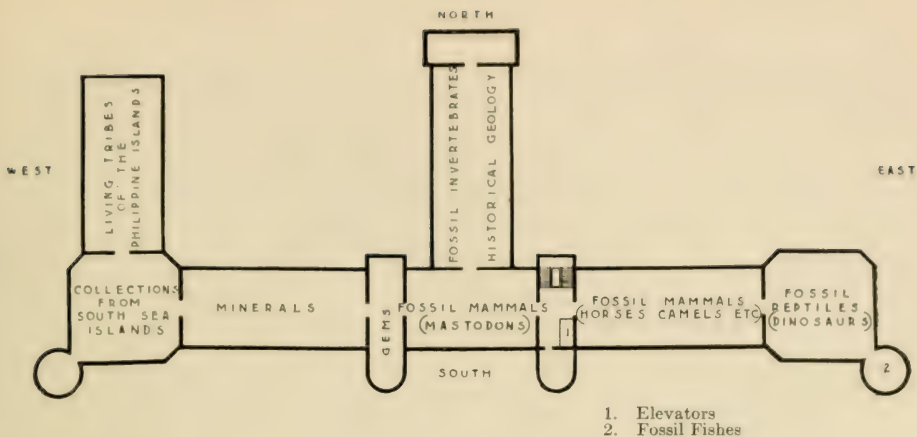 NORTH
WEST
EAST
LIVING TRIBES
OF THE
PHILIPPINE ISLANDS
FOSSIL INVERTEBRATES
HISTORICAL GEOLOGY
COLLECTIONS
FROM
SOUTH SEA
ISLANDS
MINERALS
GEMS
FOSSIL MAMMALS
(MASTODONS)
1
FOSSIL MAMMALS
(HORSES CAMELS ETC)
FOSSIL
REPTILES
(DINOSAURS)
2
SOUTH
1. Elevators
2. Fossil Fishes